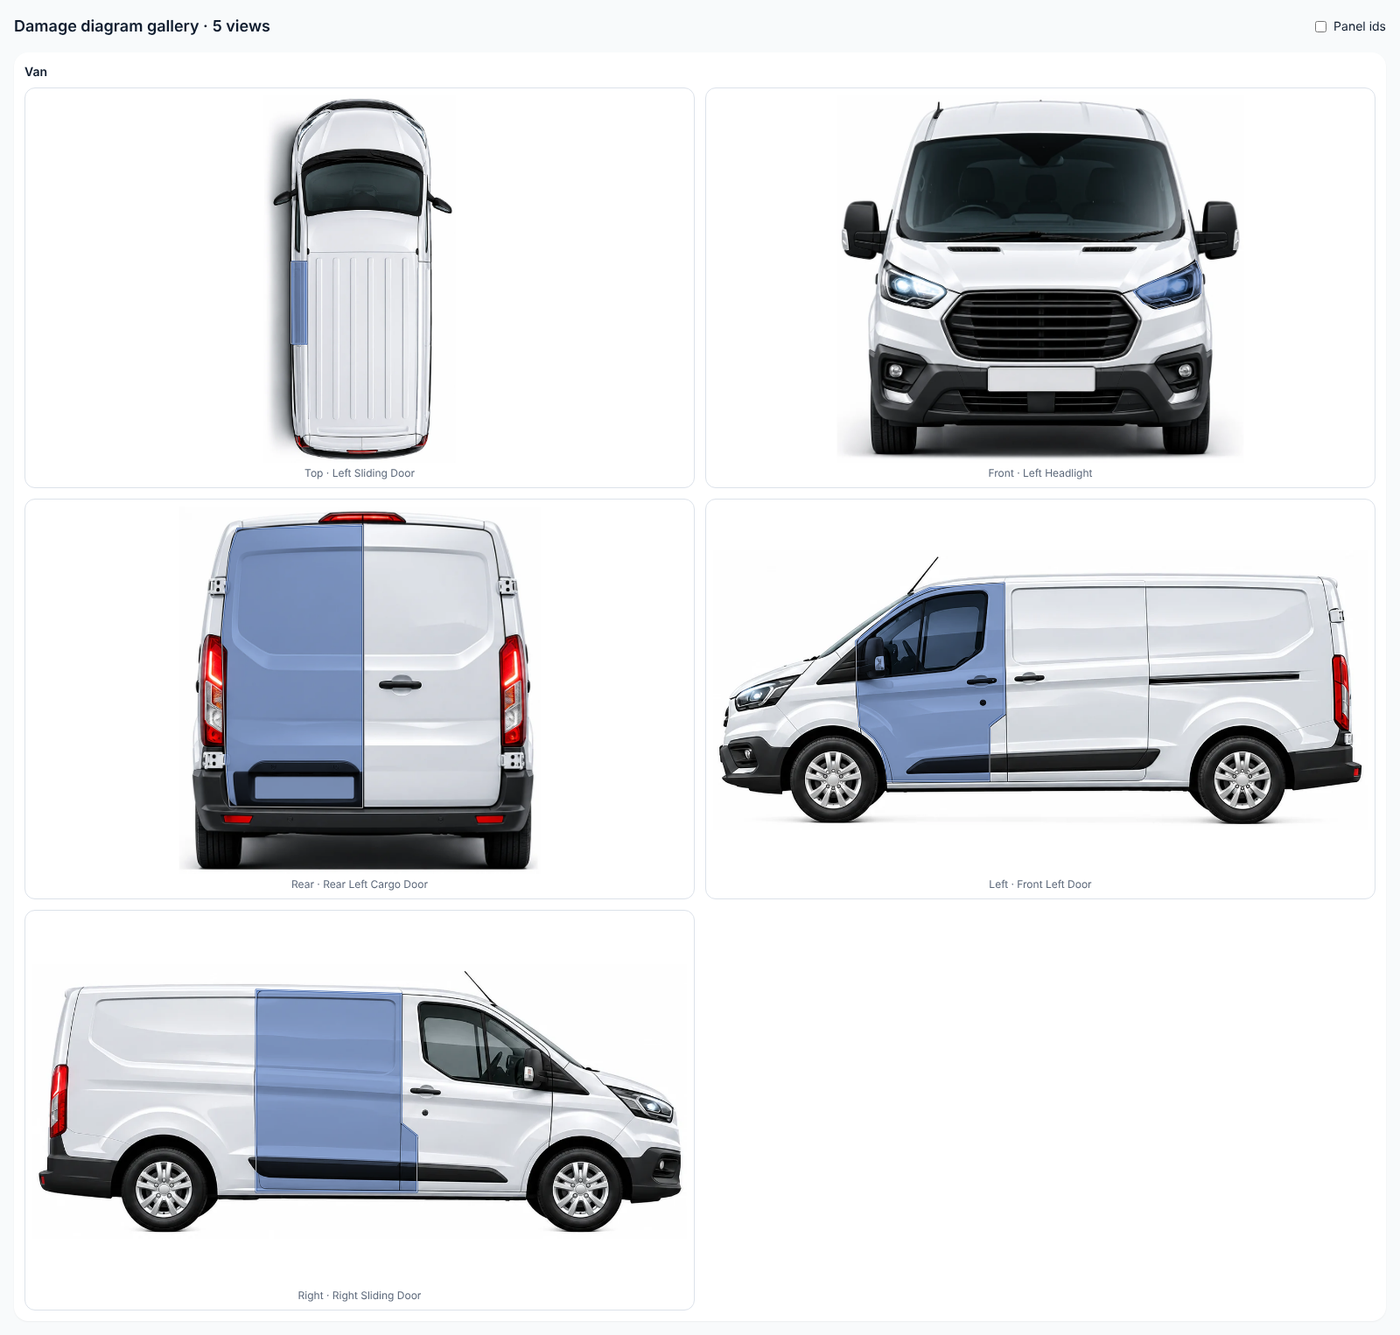 Damage diagram gallery · 5 views
Panel ids
Van
Top · Left Sliding Door
Front · Left Headlight
Rear · Rear Left Cargo Door
Left · Front Left Door
Right · Right Sliding Door